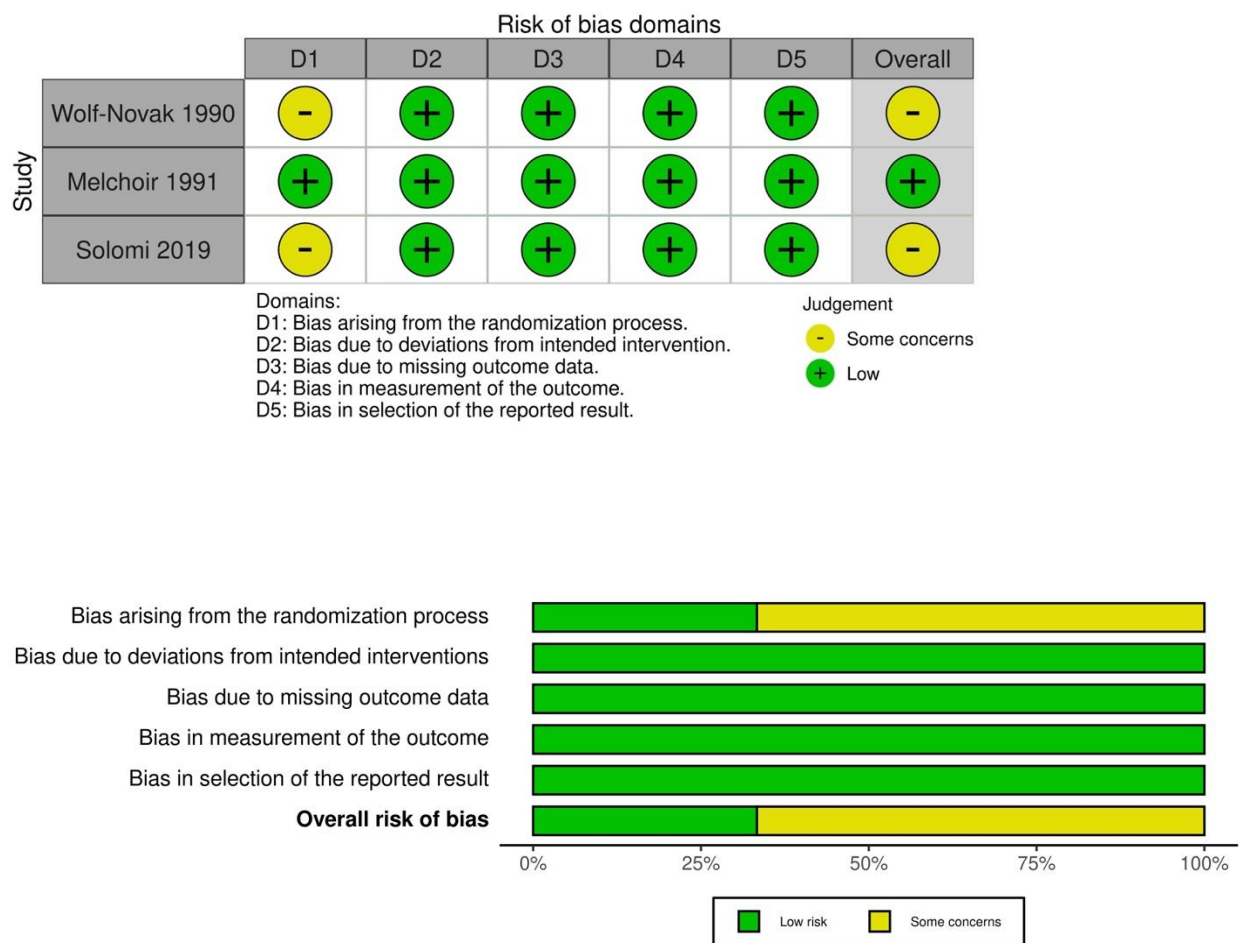 Risk of bias domains
D1 D2 D3 D4 D5 Overall
Study
Wolf-Novak 1990 - + + + + -
Melchoir 1991 + + + + + +
Solomi 2019 - + + + + -
Domains:
D1: Bias arising from the randomization process.
D2: Bias due to deviations from intended intervention.
D3: Bias due to missing outcome data.
D4: Bias in measurement of the outcome.
D5: Bias in selection of the reported result.
Judgement
- Some concerns
+ Low
Bias arising from the randomization process
Bias due to deviations from intended interventions
Bias due to missing outcome data
Bias in measurement of the outcome
Bias in selection of the reported result
Overall risk of bias
0% 25% 50% 75% 100%
Low risk Some concerns